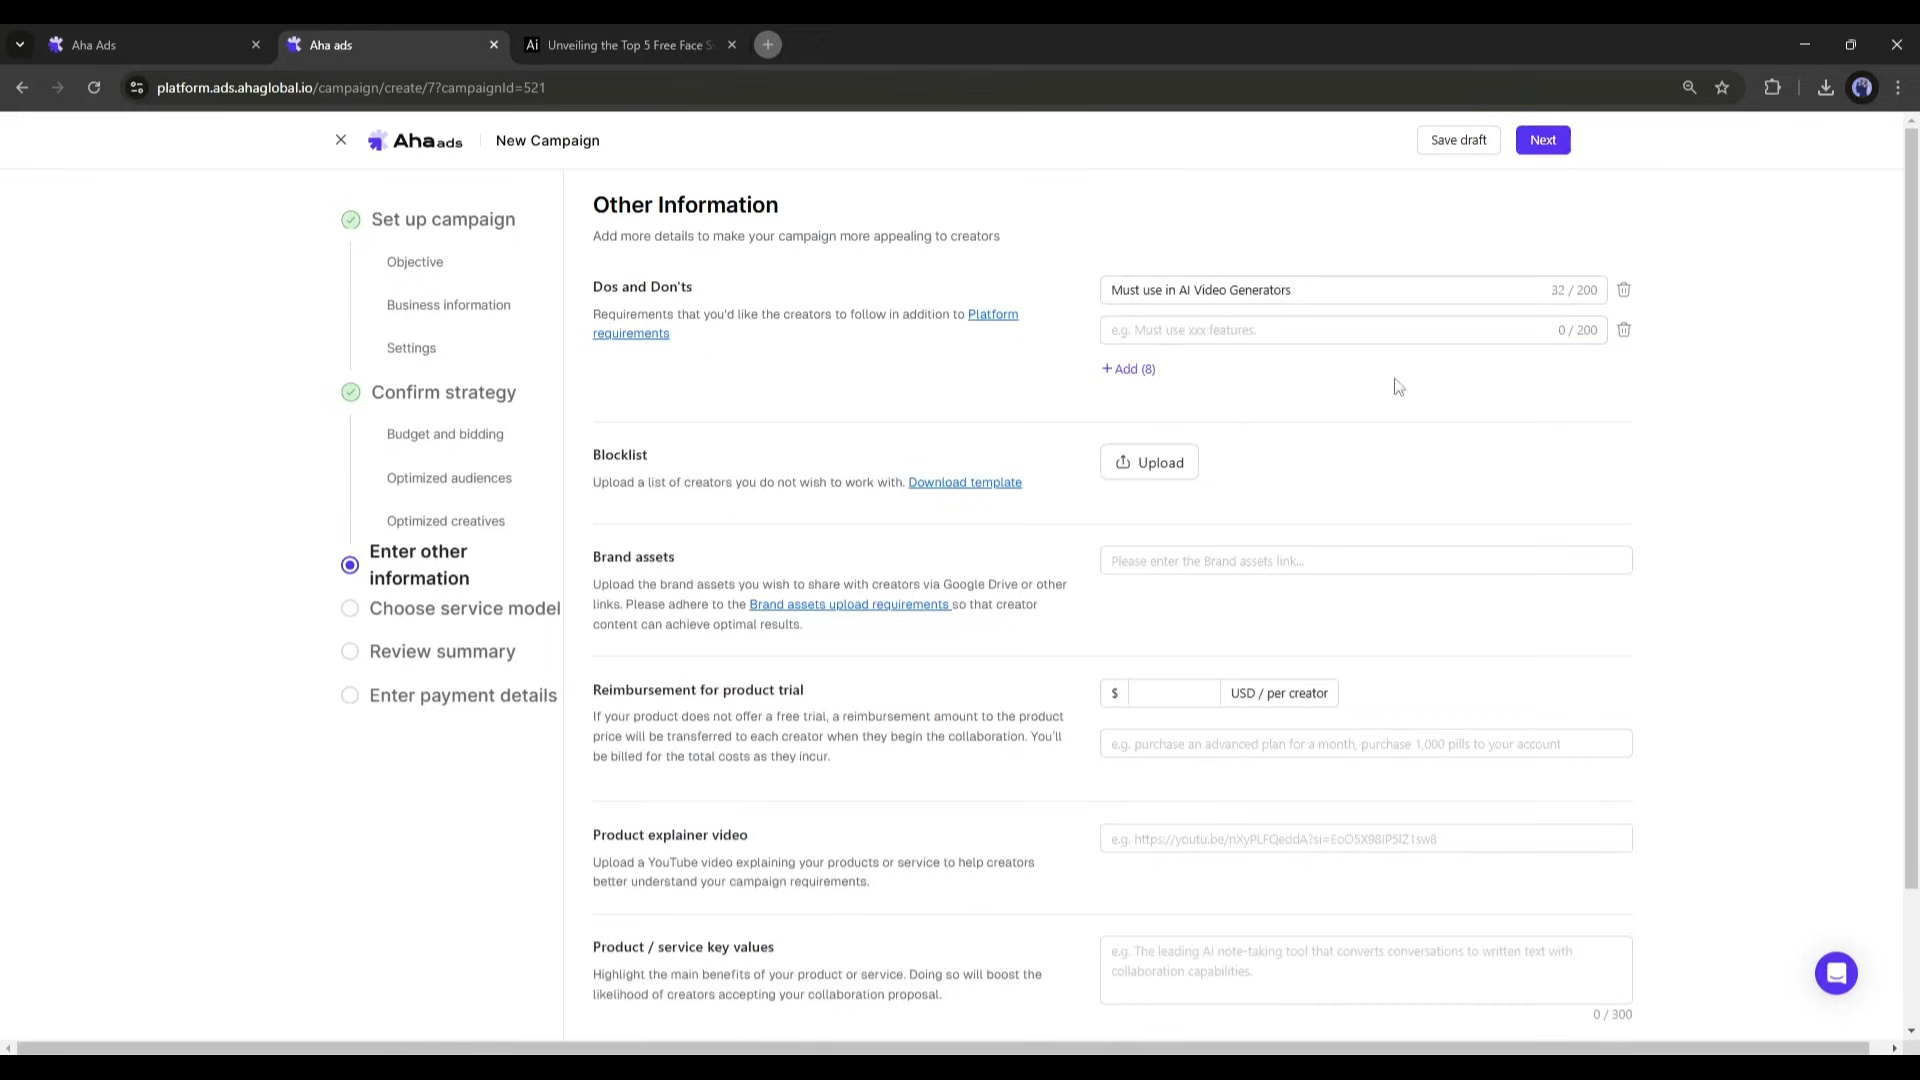 Aha Ads
Aha ads
Ai Unveiling the Top 5 Free Face S
platform.ads.ahaglobal.io/campaign/create/7?campaignId=521
Aha ads
New Campaign
Save draft
Next
Set up campaign
Objective
Business information
Settings
Confirm strategy
Budget and bidding
Optimized audiences
Optimized creatives
Enter other
information
Choose service model
Review summary
Enter payment details
Other Information
Add more details to make your campaign more appealing to creators
Dos and Don'ts
Requirements that you'd like the creators to follow in addition to Platform
requirements
Must use in AI Video Generators 32 / 200
e.g. Must use xxx features. 0 / 200
+ Add (8)
Blocklist
Upload a list of creators you do not wish to work with. Download template
Upload
Brand assets
Upload the brand assets you wish to share with creators via Google Drive or other
links. Please adhere to the Brand assets upload requirements so that creator
content can achieve optimal results.
Please enter the Brand assets link...
Reimbursement for product trial
If your product does not offer a free trial, a reimbursement amount to the product
price will be transferred to each creator when they begin the collaboration. You'll
be billed for the total costs as they incur.
$ USD / per creator
e.g. purchase an advanced plan for a month, purchase 1,000 pills to your account
Product explainer video
Upload a YouTube video explaining your products or service to help creators
better understand your campaign requirements.
e.g. https://youtu.be/nXyPLFQeddA?si=EoO5X98IP5lZ1sw8
Product / service key values
Highlight the main benefits of your product or service. Doing so will boost the
likelihood of creators accepting your collaboration proposal.
e.g. The leading AI note-taking tool that converts conversations to written text with
collaboration capabilities.
0 / 300